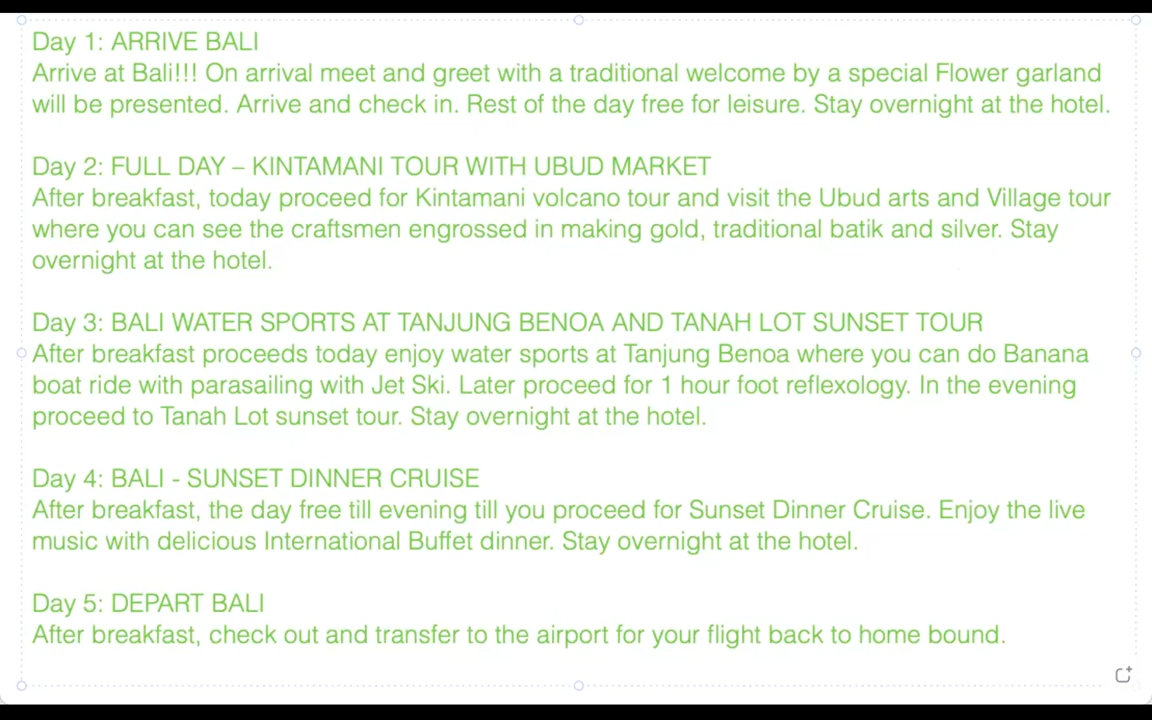 Day 1: ARRIVE BALI
Arrive at Bali!!! On arrival meet and greet with a traditional welcome by a special Flower garland
will be presented. Arrive and check in. Rest of the day free for leisure. Stay overnight at the hotel.
Day 2: FULL DAY – KINTAMANI TOUR WITH UBUD MARKET
After breakfast, today proceed for Kintamani volcano tour and visit the Ubud arts and Village tour
where you can see the craftsmen engrossed in making gold, traditional batik and silver. Stay
overnight at the hotel.
Day 3: BALI WATER SPORTS AT TANJUNG BENOA AND TANAH LOT SUNSET TOUR
After breakfast proceeds today enjoy water sports at Tanjung Benoa where you can do Banana
boat ride with parasailing with Jet Ski. Later proceed for 1 hour foot reflexology. In the evening
proceed to Tanah Lot sunset tour. Stay overnight at the hotel.
Day 4: BALI - SUNSET DINNER CRUISE
After breakfast, the day free till evening till you proceed for Sunset Dinner Cruise. Enjoy the live
music with delicious International Buffet dinner. Stay overnight at the hotel.
Day 5: DEPART BALI
After breakfast, check out and transfer to the airport for your flight back to home bound.